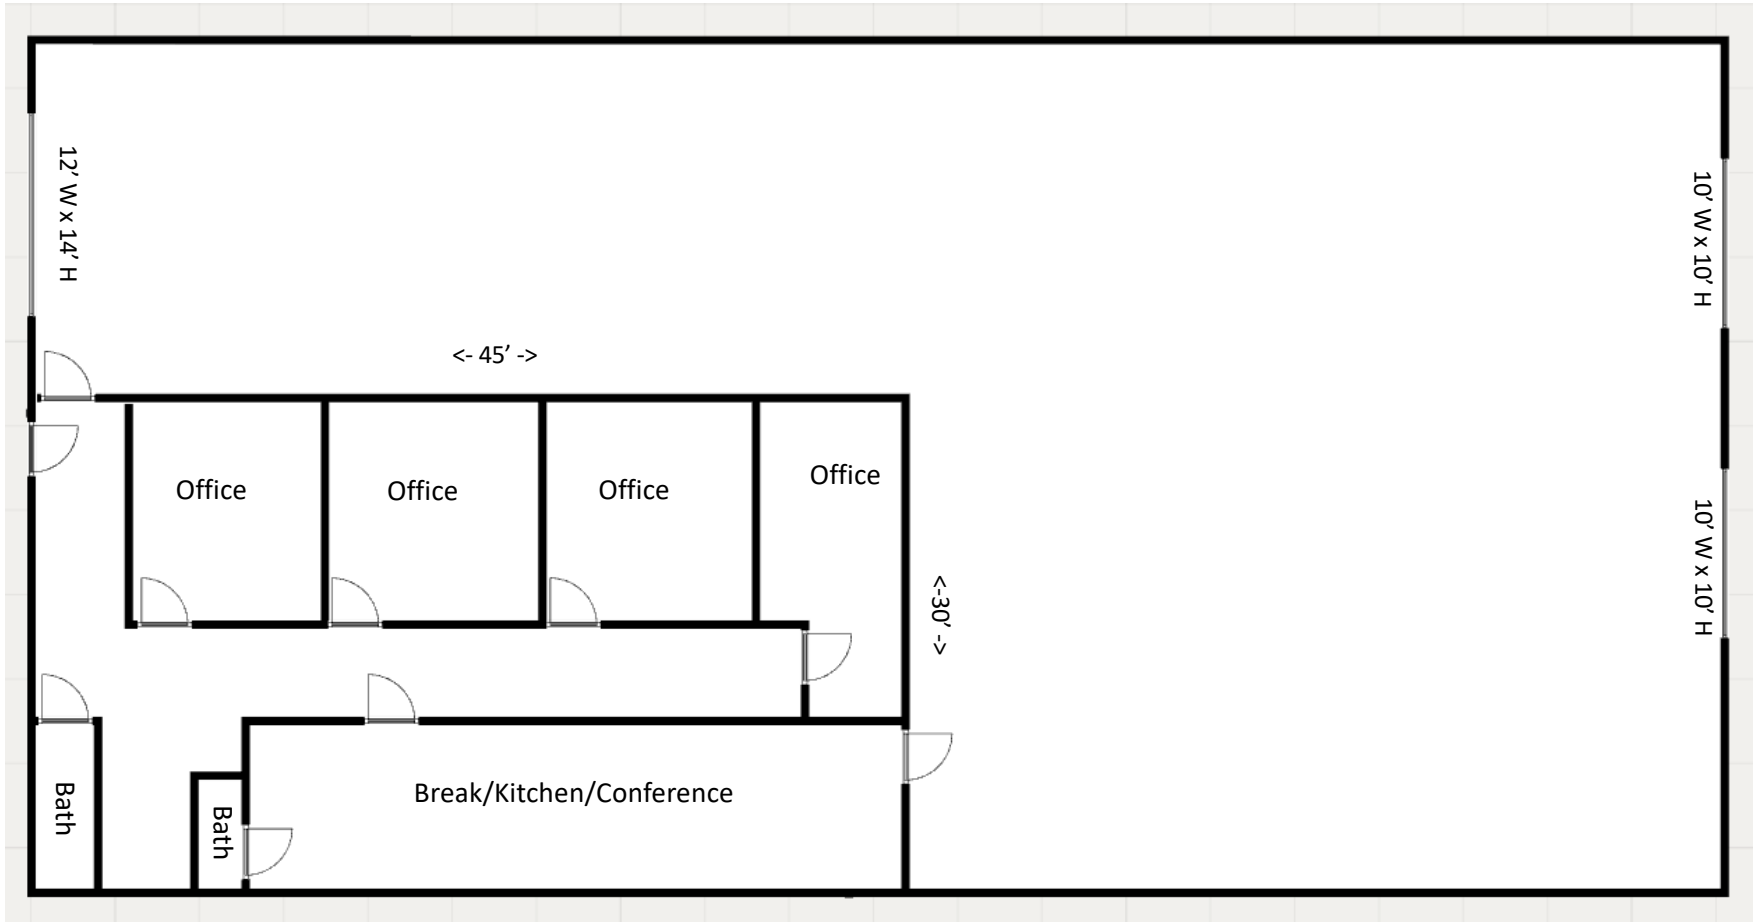 12’ W x 14’ H
10’ W x 10’ H
<- 45’ ->
Office
Office
Office
Office
<-30’ ->
10’ W x 10’ H
Bath
Bath
Break/Kitchen/Conference